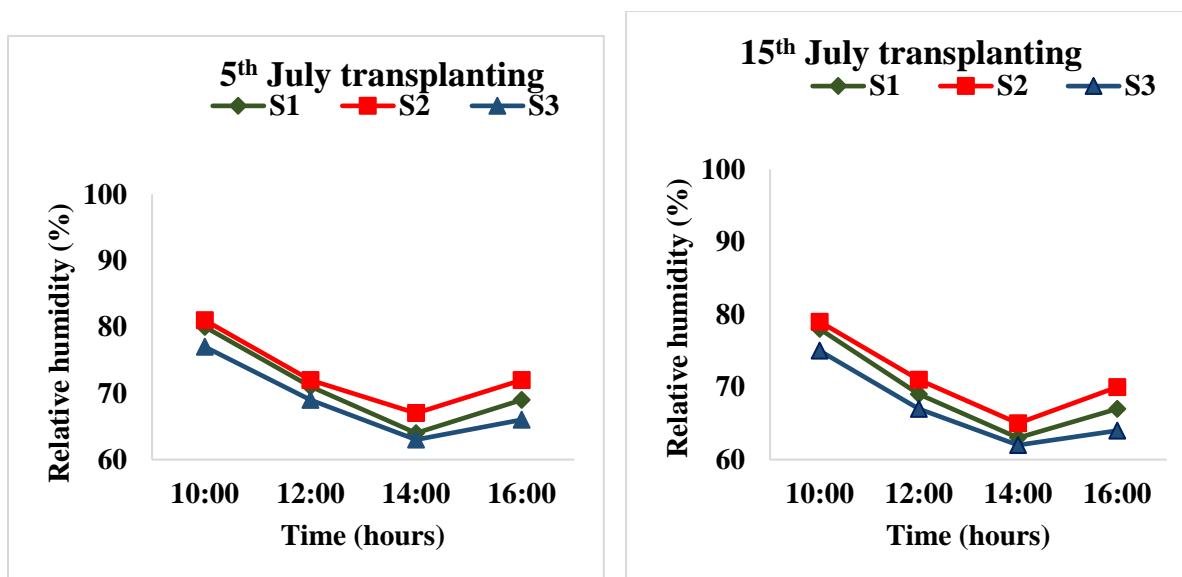 5th July transplanting
S1 S2 S3
Relative humidity (%)
100
90
80
70
60
10:00 12:00 14:00 16:00
Time (hours)
15th July transplanting
S1 S2 S3
Relative humidity (%)
100
90
80
70
60
10:00 12:00 14:00 16:00
Time (hours)